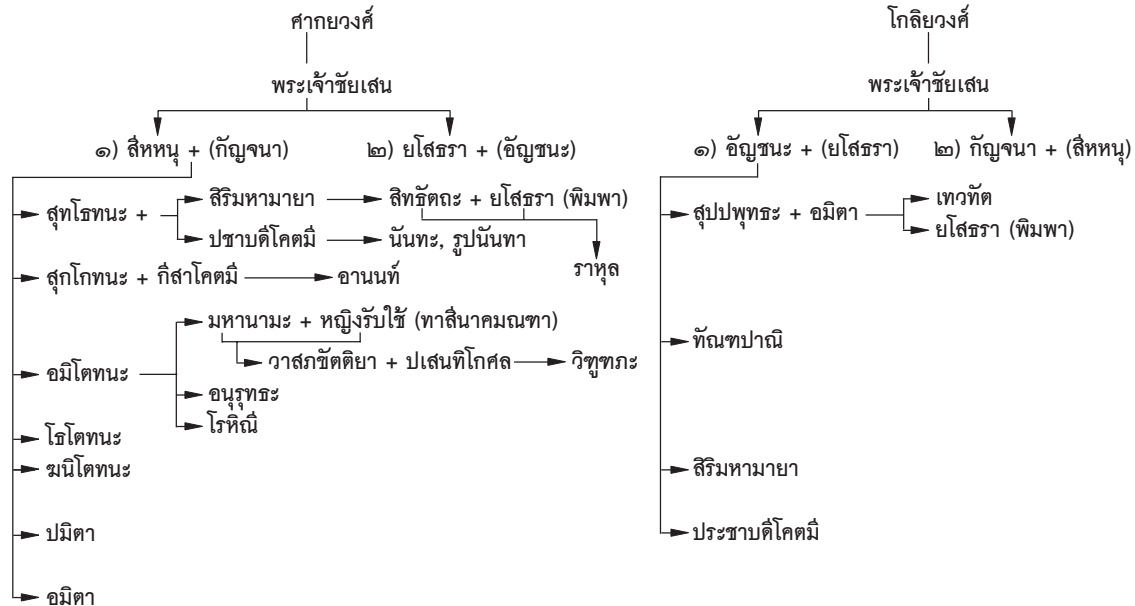 ศากยวงศ์
พระเจ้าชัยเสน
๑) สีหหนุ + (กัญจนา) ๒) ยโสธรา + (อัญชนะ)
สุทโธทนะ + สิริมหามายา สิทธัตถะ + ยโสธรา (พิมพา)
ปชาบดีโคตมี นันทะ, รูปนันทา
ราหุล
สุกโกทนะ + กีสาโคตมี อานนท์
มหานามะ + หญิงรับใช้ (ทาสีนาคมณฑา)
วาสภขัตติยา + ปเสนทิโกศล วิฑูฑภะ
อมิโตทนะ
อนุรุทธะ
โรหิณี
โธโตทนะ
ฆนิโตทนะ
ปมิตา
อมิตา
โกลิยวงศ์
พระเจ้าชัยเสน
๑) อัญชนะ + (ยโสธรา) ๒) กัญจนา + (สีหหนุ)
สุปปพุทธะ + อมิตา เทวทัต
ยโสธรา (พิมพา)
ทัณฑปาณิ
สิริมหามายา
ประชาบดีโคตมี